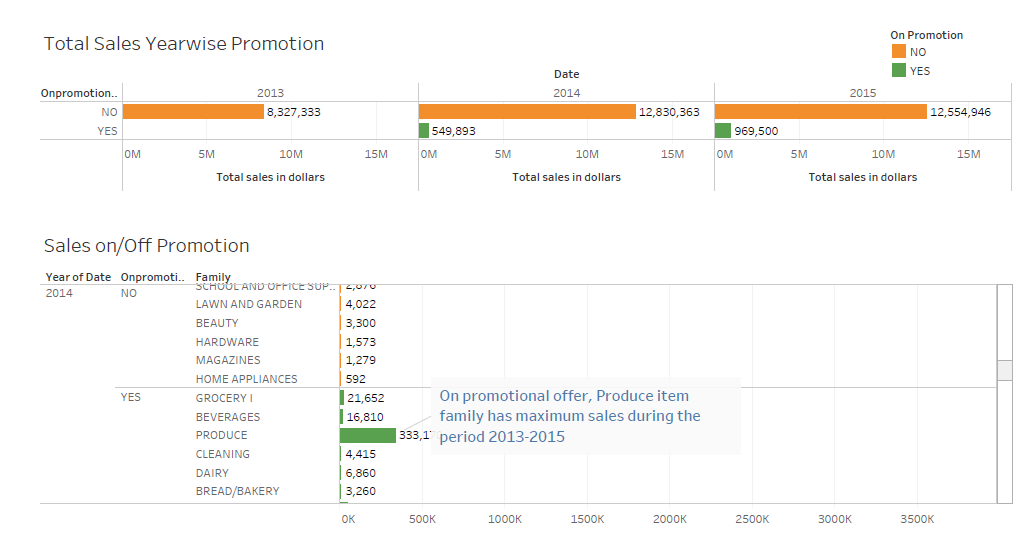 Total Sales Yearwise Promotion
On Promotion
NO
YES
Date
Onpromotion.. 2013 2014 2015
NO 8,327,333 12,830,363 12,554,946
YES 549,893 969,500
0M 5M 10M 15M 0M 5M 10M 15M 0M 5M 10M 15M
Total sales in dollars Total sales in dollars Total sales in dollars
Sales on/Off Promotion
Year of Date Onpromoti.. Family
SCHOOL AND OFFICE SUP..
2014 NO
LAWN AND GARDEN 4,022
BEAUTY 3,300
HARDWARE 1,573
MAGAZINES 1,279
HOME APPLIANCES 592
YES GROCERY I 21,652
BEVERAGES 16,810
PRODUCE
CLEANING 4,415
DAIRY 6,860
BREAD/BAKERY 3,260
On promotional offer, Produce item
family has maximum sales during the
period 2013-2015
0K 500K 1000K 1500K 2000K 2500K 3000K 3500K